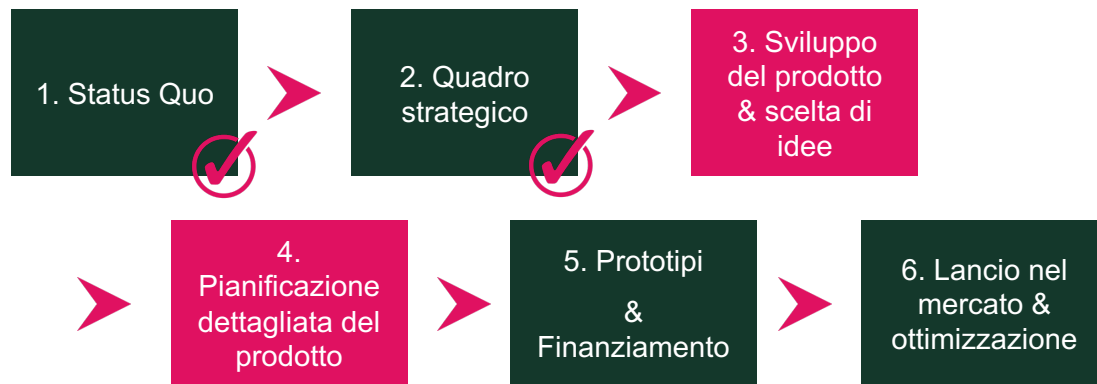 1. Status Quo
2. Quadro
strategico
3. Sviluppo
del prodotto
& scelta di
idee
4.
Pianificazione
dettagliata del
prodotto
5. Prototipi
&
Finanziamento
6. Lancio nel
mercato &
ottimizzazione